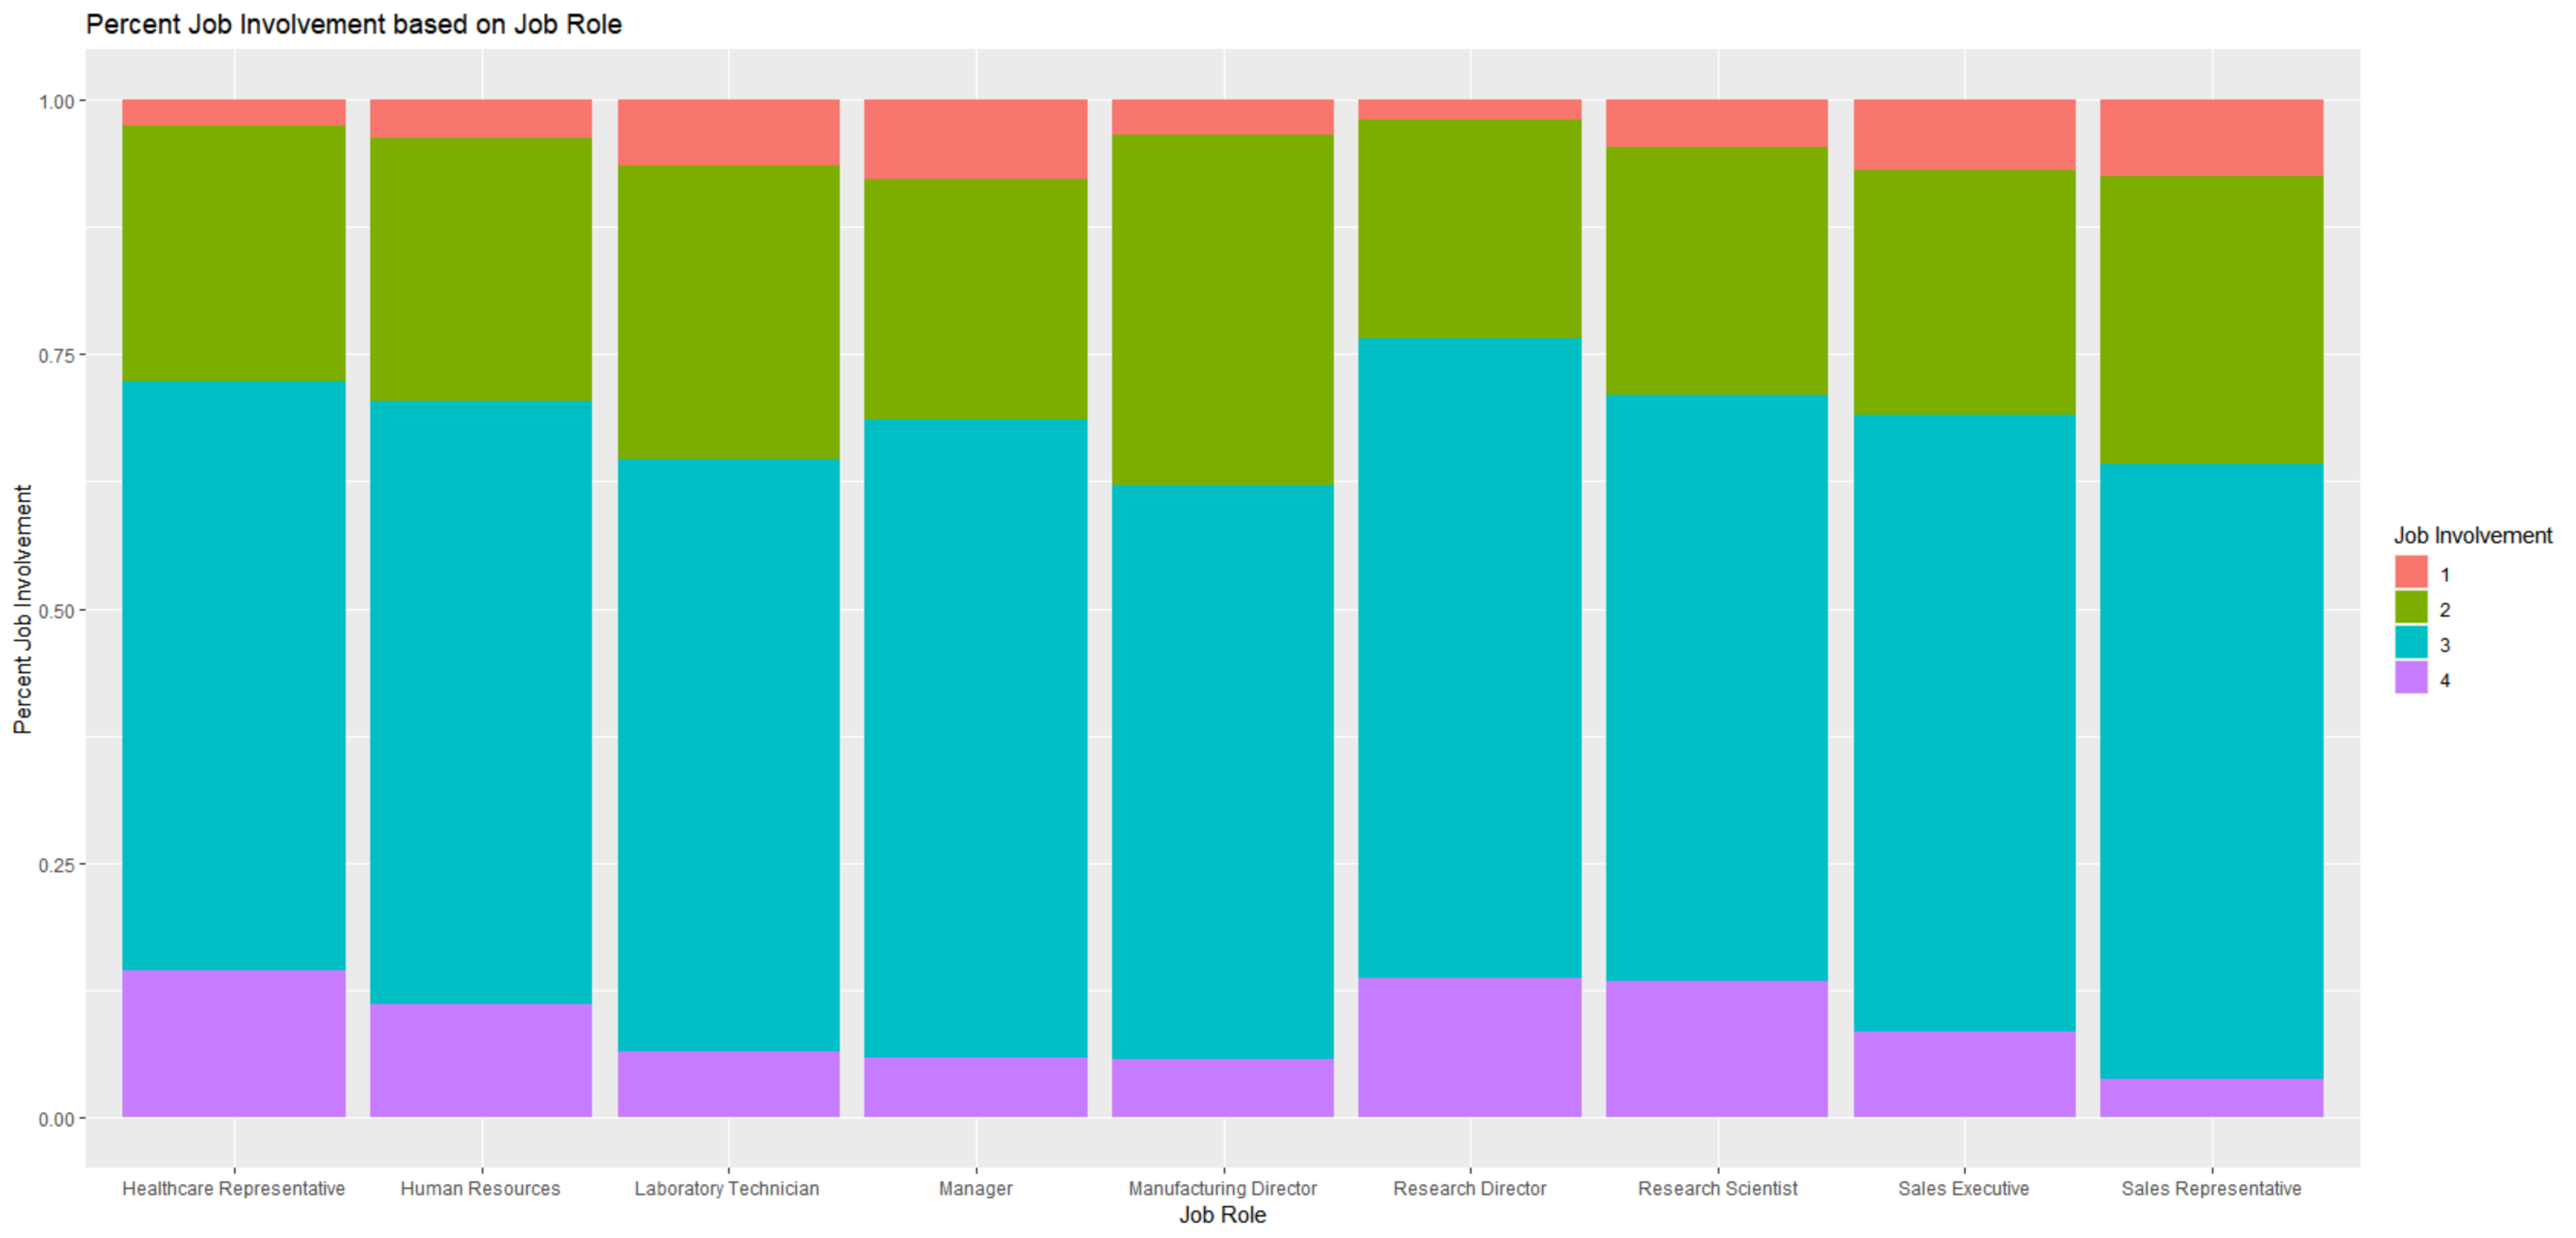 Percent Job Involvement based on Job Role
Percent Job Involvement
1.00
0.75
0.50
0.25
0.00
Healthcare Representative
Human Resources
Laboratory Technician
Manager
Manufacturing Director
Research Director
Research Scientist
Sales Executive
Sales Representative
Job Role
Job Involvement
1
2
3
4